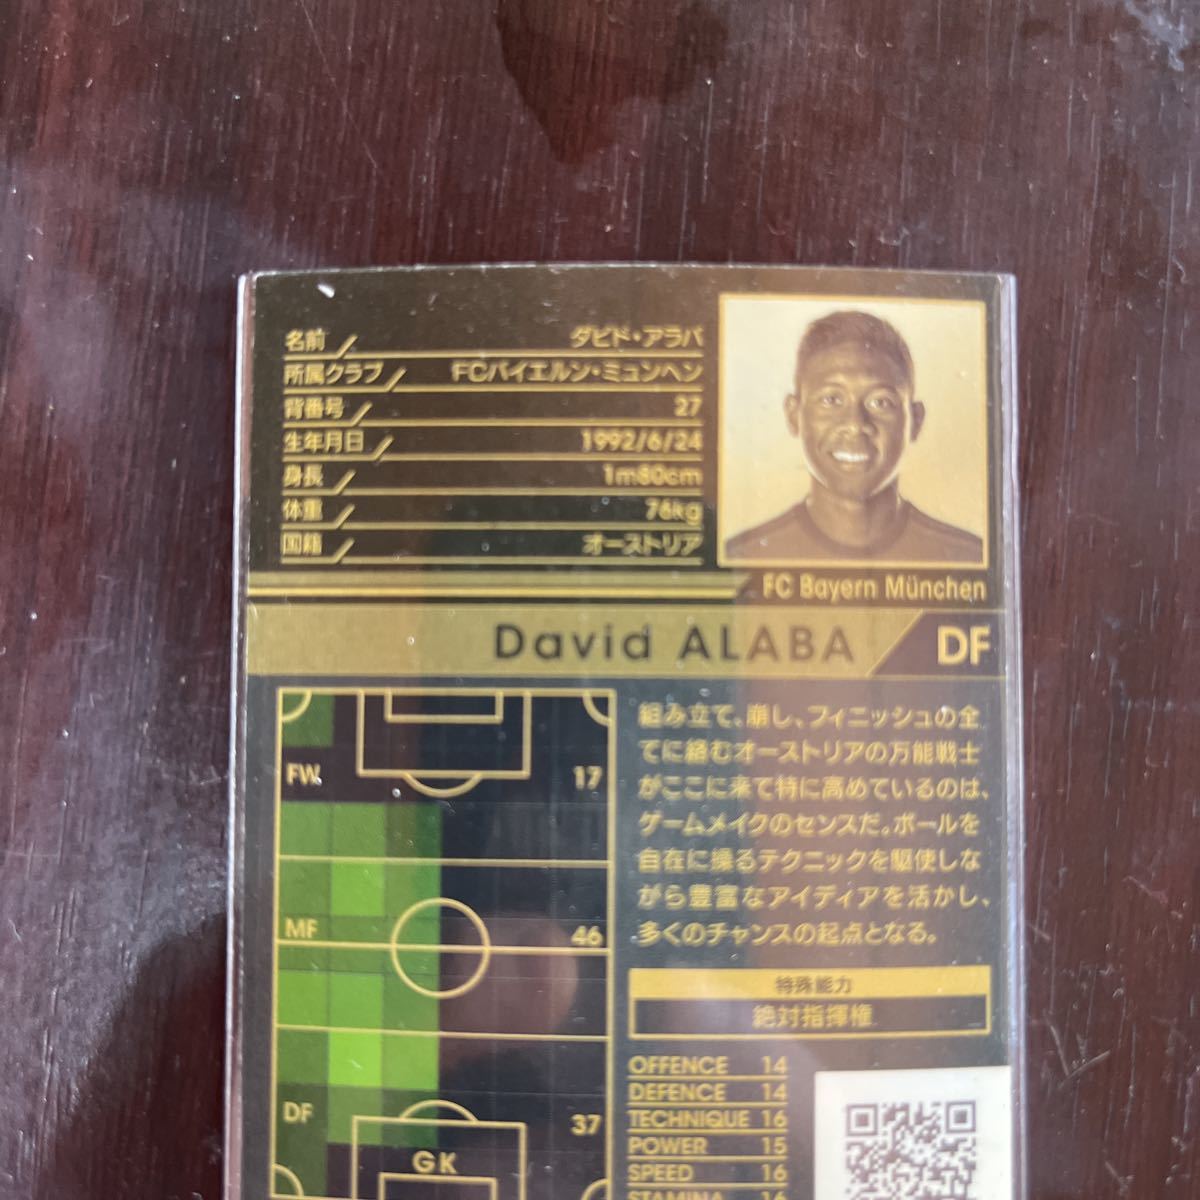 名前 ダビド・アラバ
所属クラブ FCバイエルン・ミュンヘン
背番号 27
生年月日 1992/6/24
身長 1m80cm
体重 76kg
国籍 オーストリア
FC Bayern München
David ALABA DF
FW 17
MF 46
DF 37
GK
組み立て、崩し、フィニッシュの全
てに絡むオーストリアの万能戦士
がここに来て特に高めているのは、
ゲームメイクのセンスだ。ボールを
自在に操るテクニックを駆使しな
がら豊富なアイディアを活かし、
多くのチャンスの起点となる。
特殊能力
絶対指揮権
OFFENCE 14
DEFENCE 14
TECHNIQUE 16
POWER 15
SPEED 16
STAMINA 16